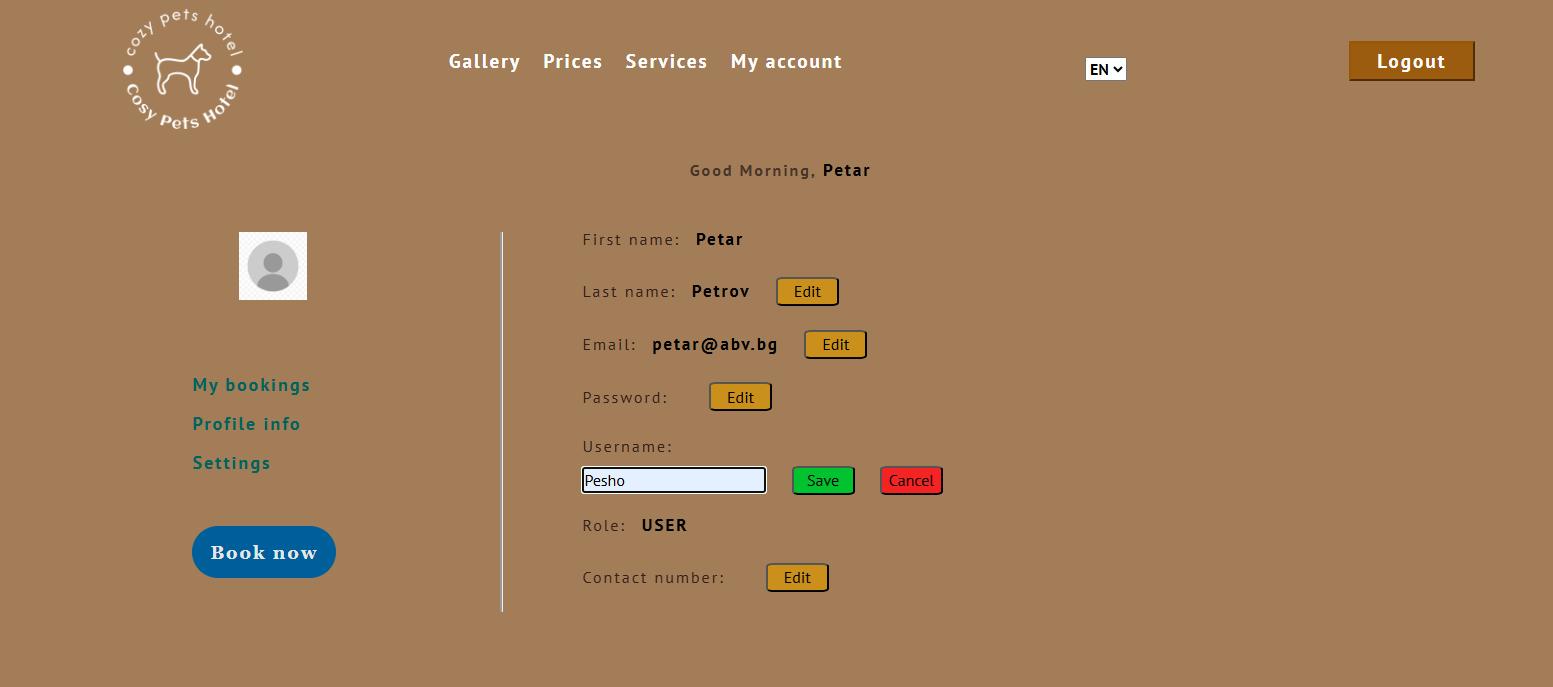 cozy pets hotel
Cosy Pets Hotel
Gallery Prices Services My account
EN
Logout
Good Morning, Petar
My bookings
Profile info
Settings
Book now
First name: Petar
Last name: Petrov Edit
Email: petar@abv.bg Edit
Password: Edit
Username:
Pesho Save Cancel
Role: USER
Contact number: Edit